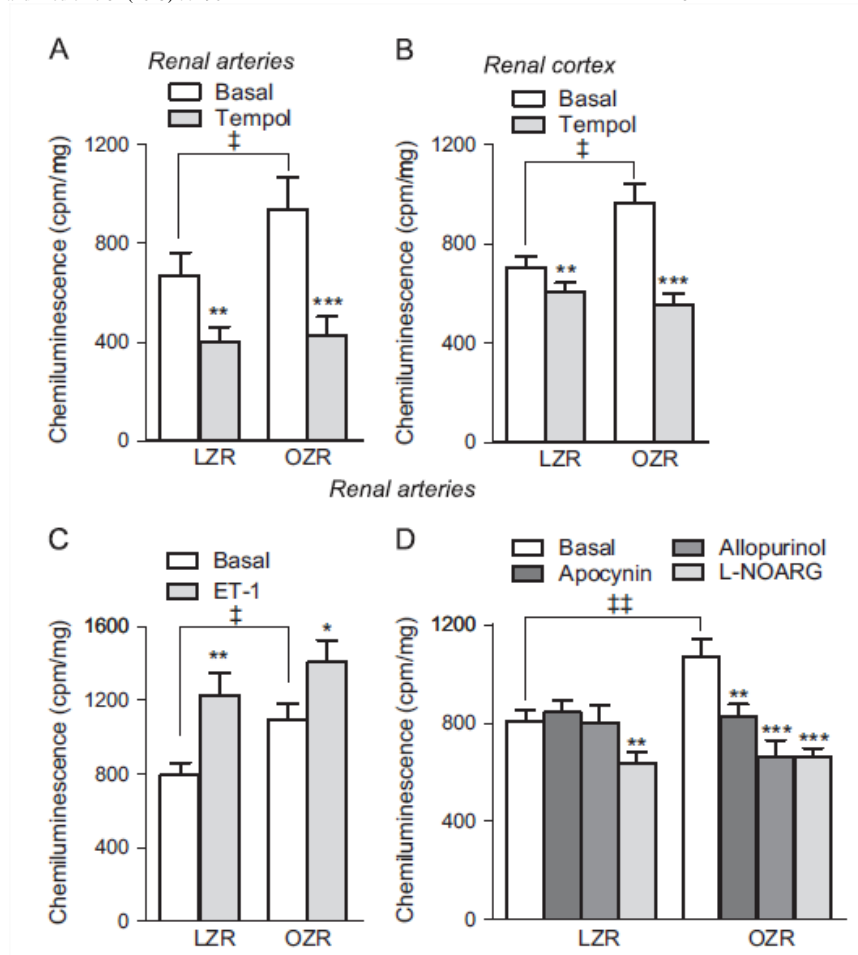 A
Renal arteries
Basal
Tempol
‡
Chemiluminescence (cpm/mg)
1200
800
400
0
**
***
LZR OZR
B
Renal cortex
Basal
Tempol
‡
Chemiluminescence (cpm/mg)
1200
800
400
0
**
***
LZR OZR
Renal arteries
C
Basal
ET-1
‡
Chemiluminescence (cpm/mg)
1600
1200
800
400
0
**
*
LZR OZR
D
Basal Allopurinol
Apocynin L-NOARG
‡‡
Chemiluminescence (cpm/mg)
1200
800
400
0
**
**
***
***
LZR OZR